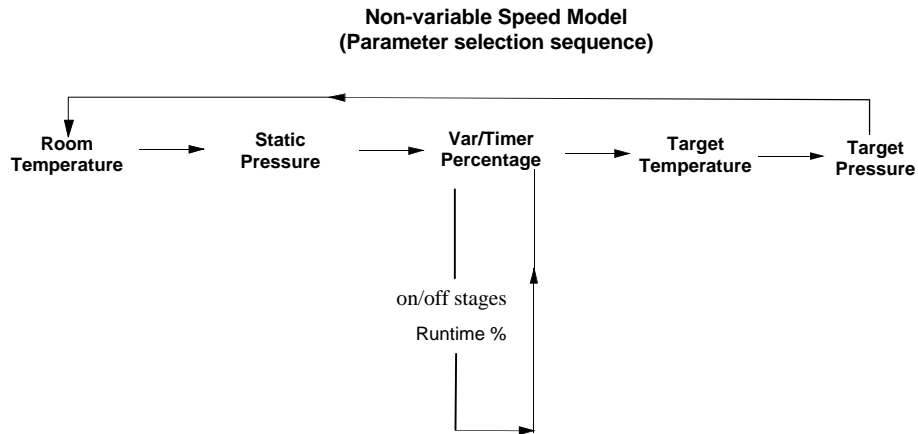 Non-variable Speed Model
(Parameter selection sequence)
Room
Temperature
Static
Pressure
Var/Timer
Percentage
Target
Temperature
Target
Pressure
on/off stages
Runtime %